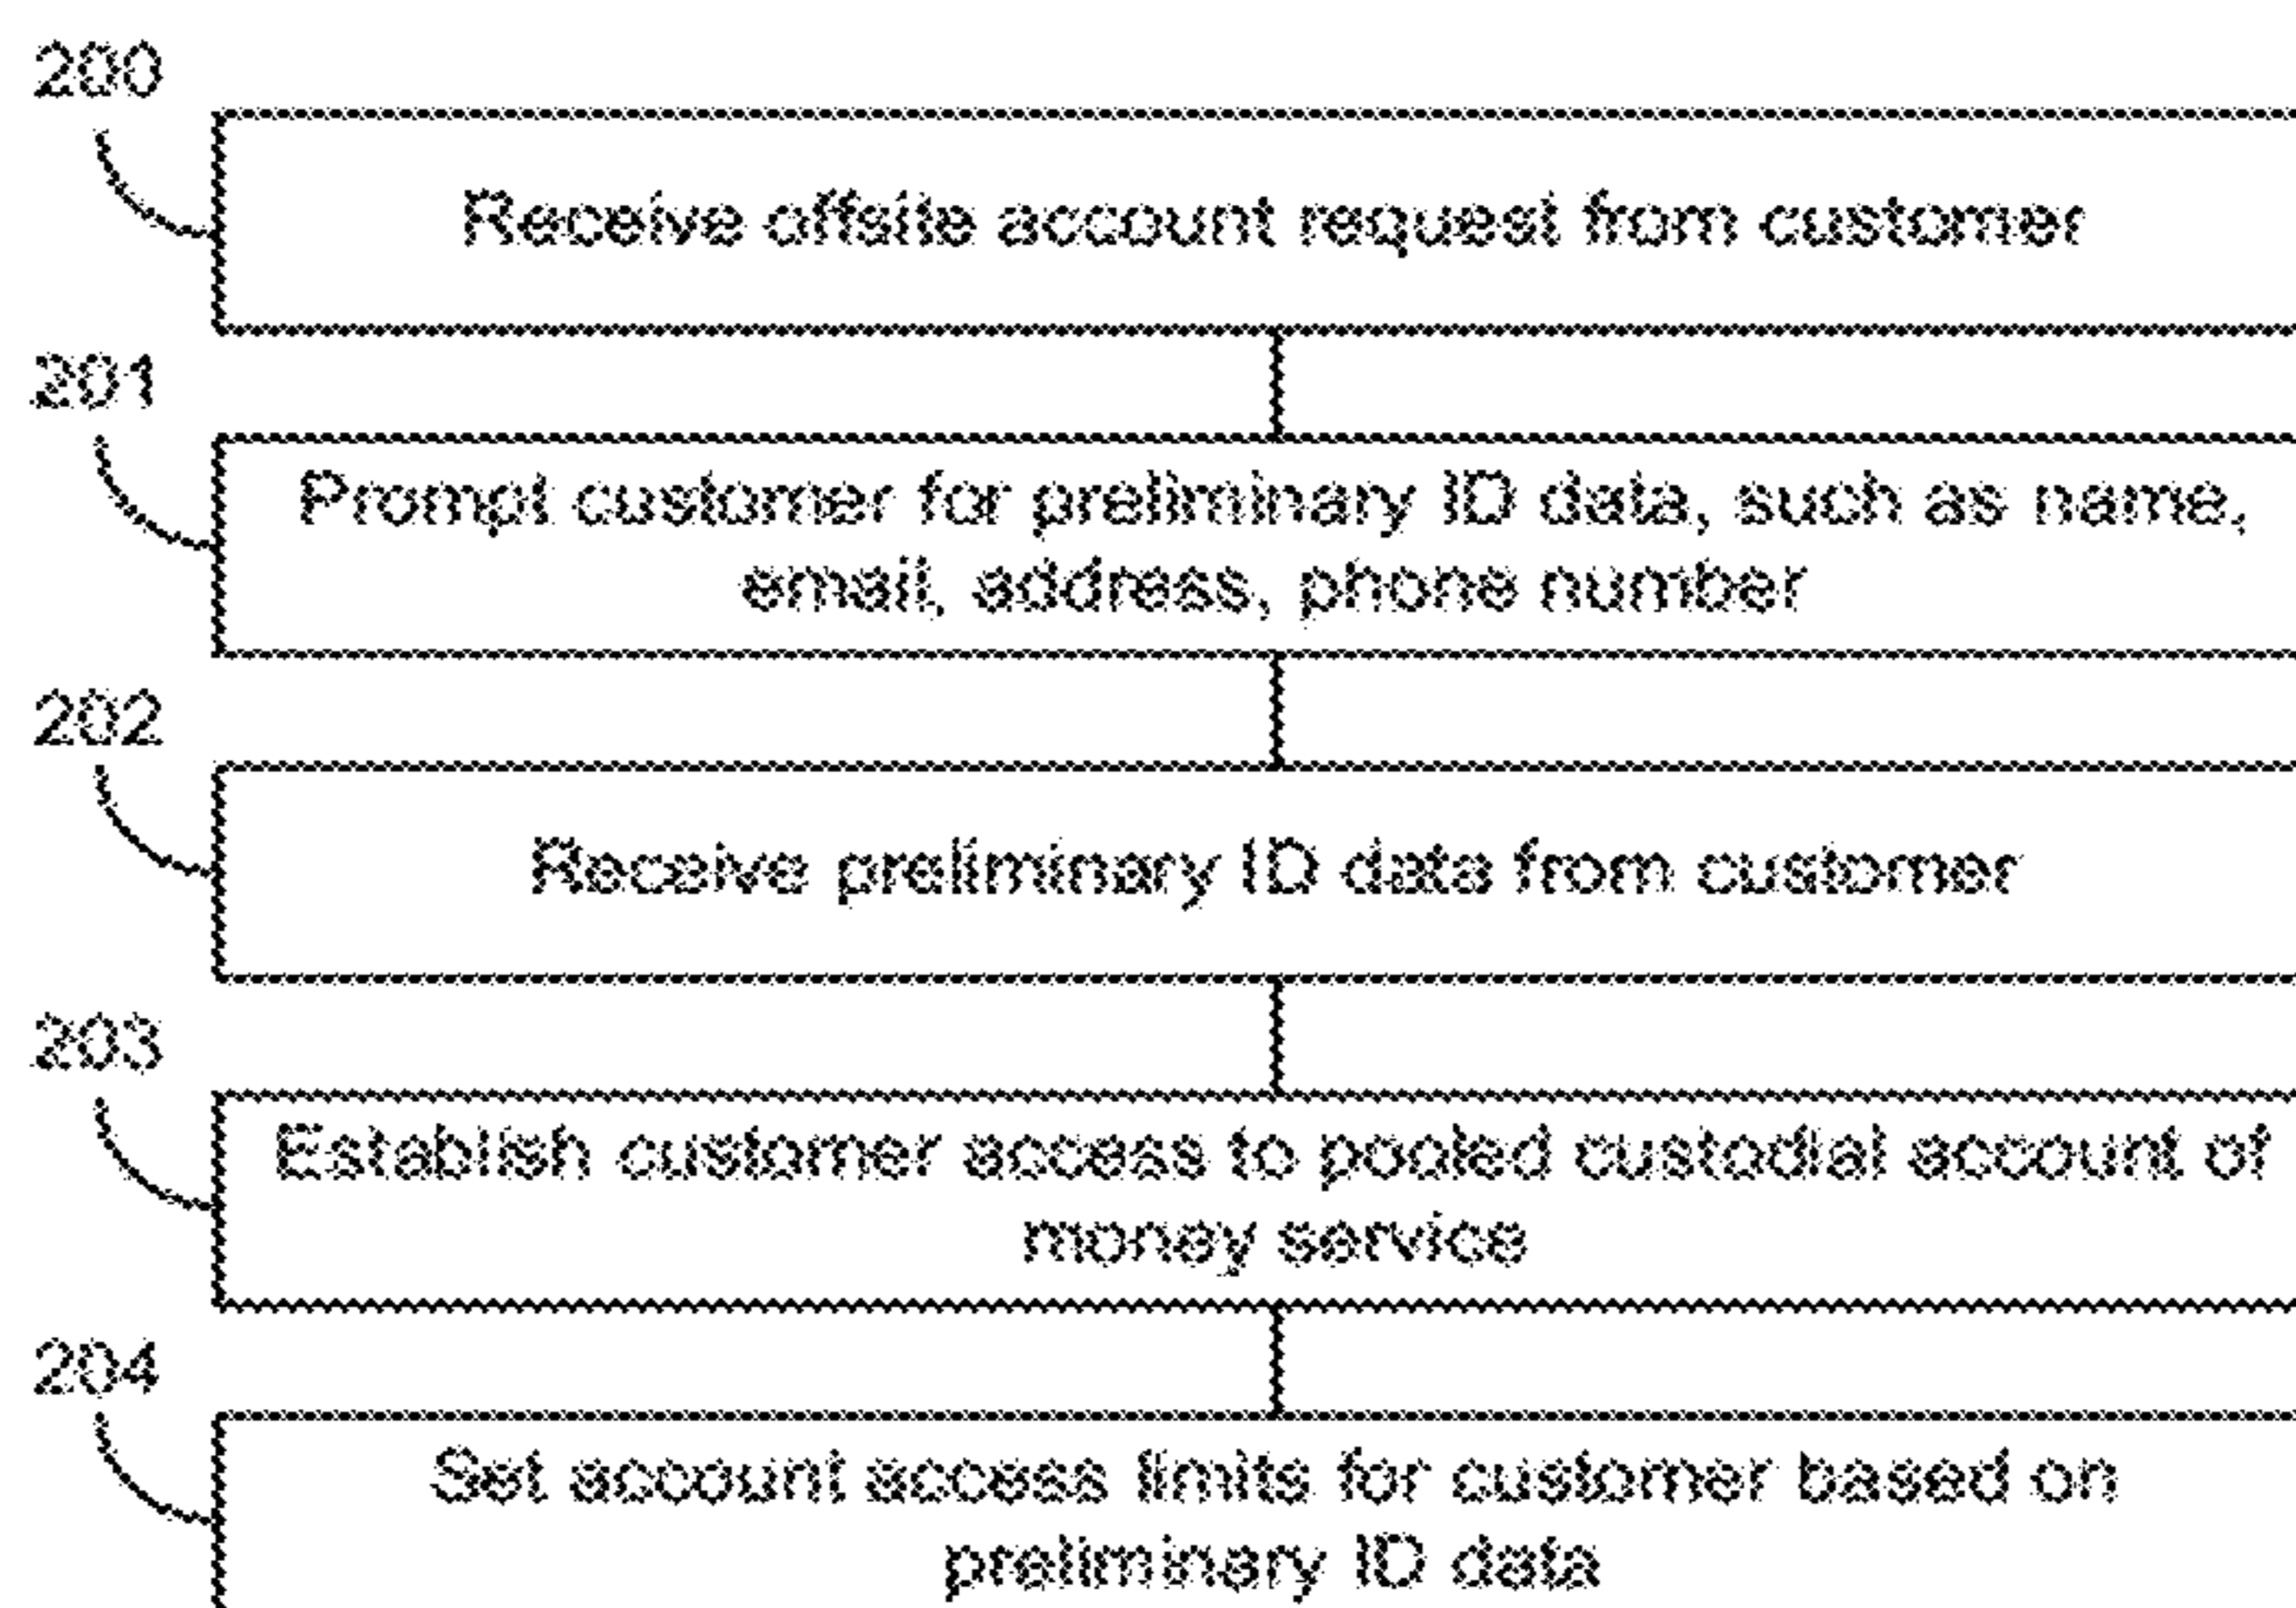 200
Receive offsite account request from customer
201
Prompt customer for preliminary ID data, such as name,
email, address, phone number
202
Receive preliminary ID data from customer
203
Establish customer access to pooled custodial account of
money service
204
Set account access limits for customer based on
preliminary ID data